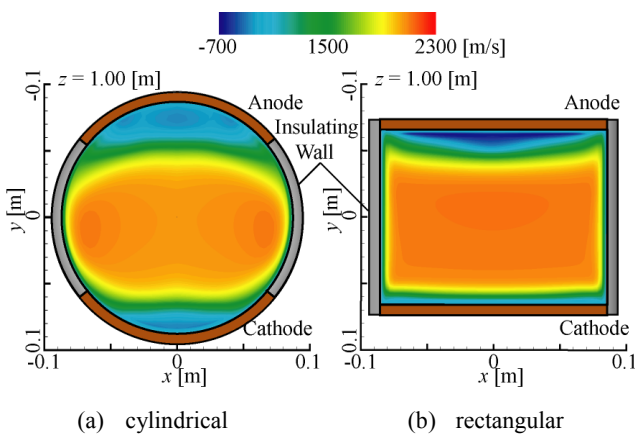 -700 1500 2300 [m/s]
z = 1.00 [m]
Anode
Insulating
Wall
Cathode
-0.1
0
0.1
y [m]
-0.1 0 0.1
x [m]
(a) cylindrical
z = 1.00 [m]
Anode
Cathode
-0.1
0
0.1
y [m]
-0.1 0 0.1
x [m]
(b) rectangular